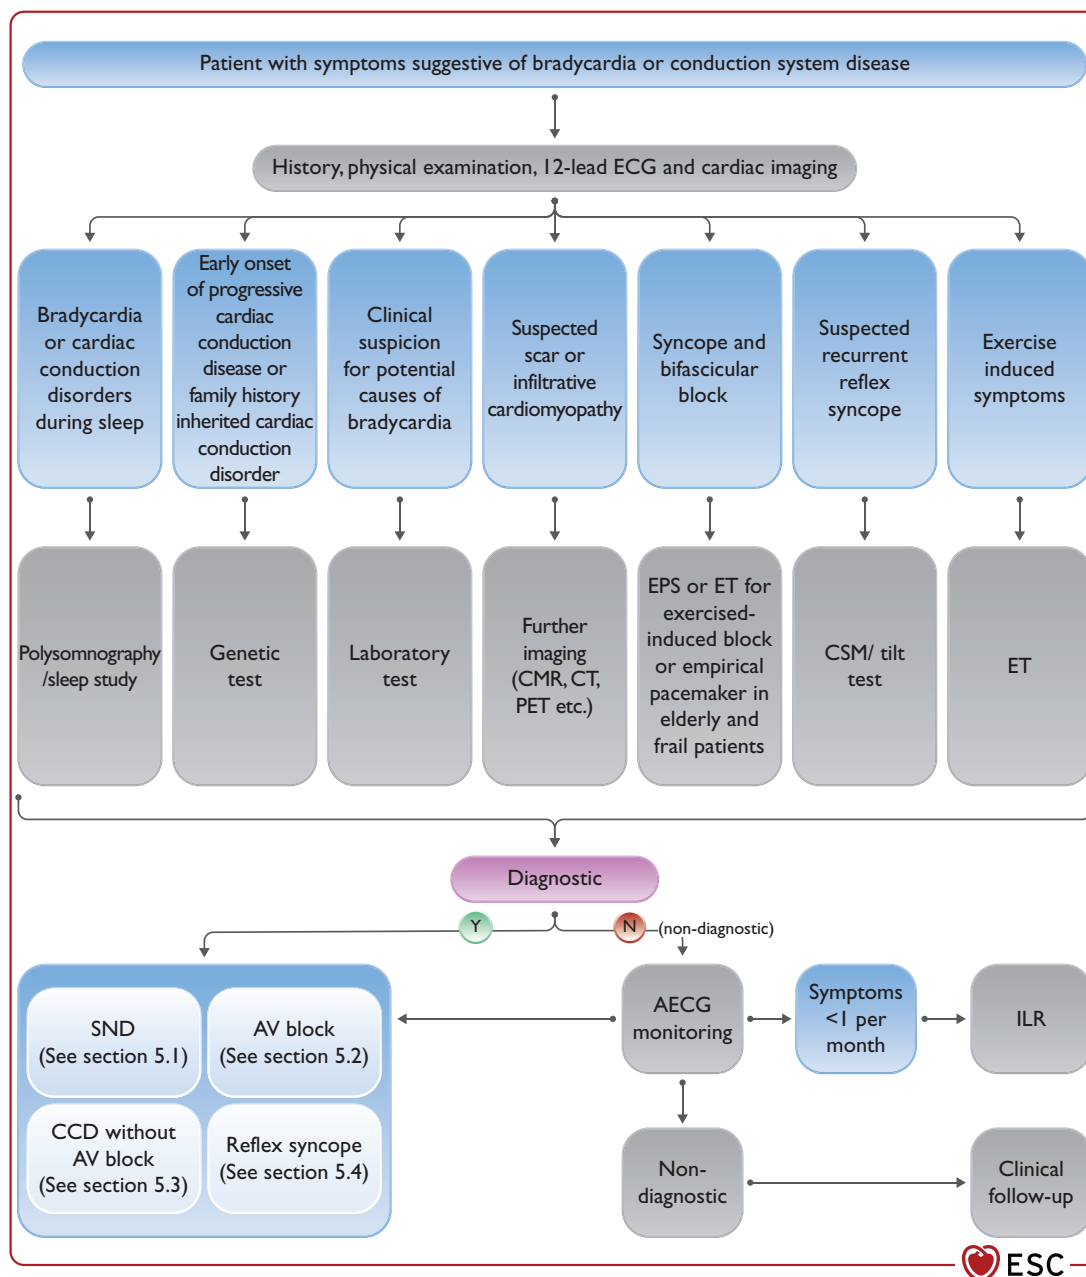 Patient with symptoms suggestive of bradycardia or conduction system disease
History, physical examination, 12-lead ECG and cardiac imaging
Bradycardia
or cardiac
conduction
disorders
during sleep
Early onset
of progressive
cardiac
conduction
disease or
family history
inherited cardiac
conduction
disorder
Clinical
suspicion
for potential
causes of
bradycardia
Suspected
scar or
infiltrative
cardiomyopathy
Syncope and
bifascicular
block
Suspected
recurrent
reflex
syncope
Exercise
induced
symptoms
Polysomnography
/sleep study
Genetic
test
Laboratory
test
Further
imaging
(CMR, CT,
PET etc.)
EPS or ET for
exercised-
induced block
or empirical
pacemaker in
elderly and
frail patients
CSM/ tilt
test
ET
Diagnostic
Y
N
(non-diagnostic)
SND
(See section 5.1)
AV block
(See section 5.2)
CCD without
AV block
(See section 5.3)
Reflex syncope
(See section 5.4)
AECG
monitoring
Symptoms
<1 per
month
ILR
Non-
diagnostic
Clinical
follow-up
ESC